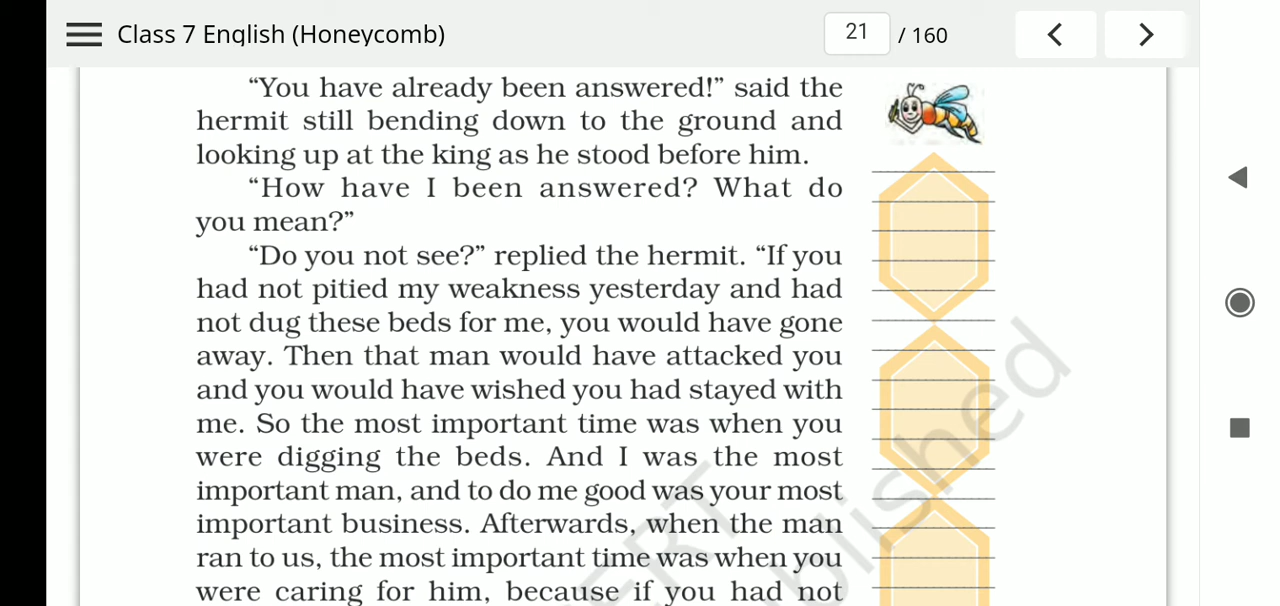 Class 7 English (Honeycomb)
21 / 160
“You have already been answered!” said the
hermit still bending down to the ground and
looking up at the king as he stood before him.
“How have I been answered? What do
you mean?”
“Do you not see?” replied the hermit. “If you
had not pitied my weakness yesterday and had
not dug these beds for me, you would have gone
away. Then that man would have attacked you
and you would have wished you had stayed with
me. So the most important time was when you
were digging the beds. And I was the most
important man, and to do me good was your most
important business. Afterwards, when the man
ran to us, the most important time was when you
were caring for him, because if you had not